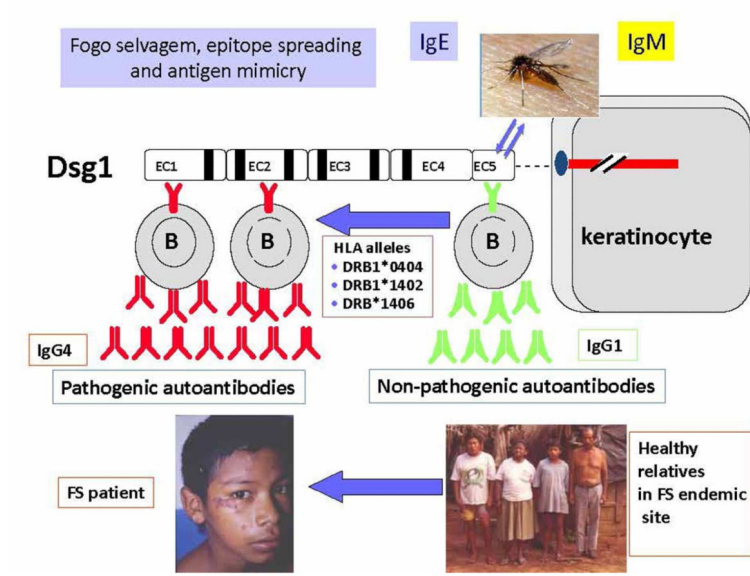 Fogo selvagem, epitope spreading
and antigen mimicry
IgE
IgM
Dsg1
EC1
EC2
EC3
EC4
EC5
B
B
B
keratinocyte
HLA alleles
• DRB1*0404
• DRB1*1402
• DRB*1406
IgG4
IgG1
Pathogenic autoantibodies
Non-pathogenic autoantibodies
FS patient
Healthy
relatives
in FS endemic
site